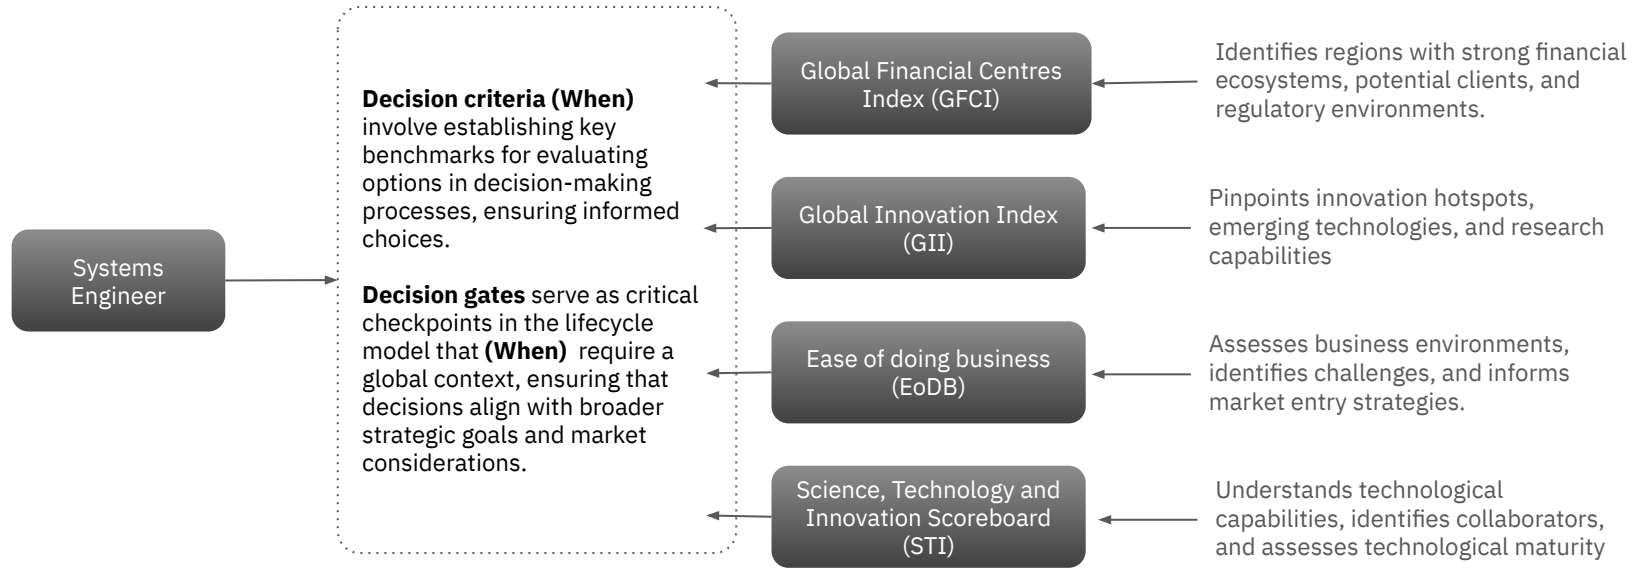 Systems
Engineer
Decision criteria (When)
involve establishing key
benchmarks for evaluating
options in decision-making
processes, ensuring informed
choices.
Decision gates serve as critical
checkpoints in the lifecycle
model that (When) require a
global context, ensuring that
decisions align with broader
strategic goals and market
considerations.
Global Financial Centres
Index (GFCI)
Identifies regions with strong financial
ecosystems, potential clients, and
regulatory environments.
Global Innovation Index
(GII)
Pinpoints innovation hotspots,
emerging technologies, and research
capabilities
Ease of doing business
(EoDB)
Assesses business environments,
identifies challenges, and informs
market entry strategies.
Science, Technology and
Innovation Scoreboard
(STI)
Understands technological
capabilities, identifies collaborators,
and assesses technological maturity